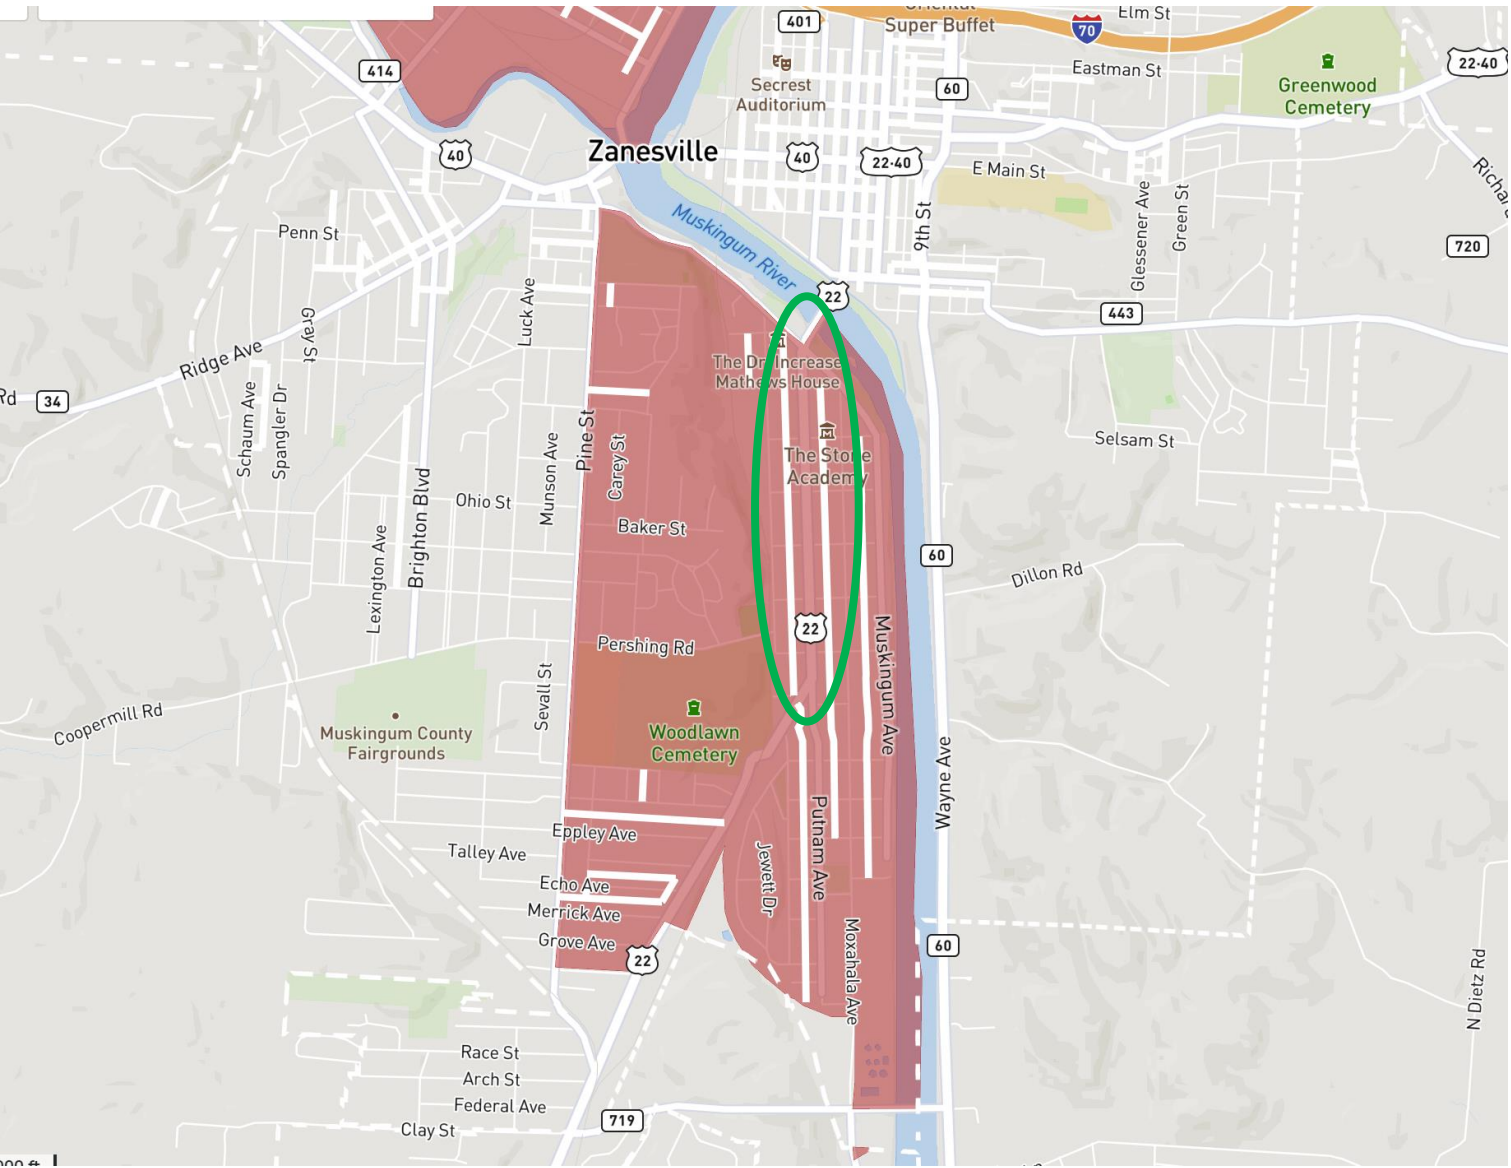 Oriental
Super Buffet
401
Elm St
70
22·40
414
Eastman St
Secrest
Auditorium
60
Greenwood
Cemetery
40
Zanesville
40
22·40
E Main St
Muskingum River
9th St
Glessener Ave
Green St
Penn St
720
22
443
Luck Ave
Gray St
Ridge Ave
The Dr. Increase
Mathews House
Rd
34
Schaum Ave
Spangler Dr
Pine St
Carey St
The Stone
Academy
Selsam St
Munson Ave
Brighton Blvd
Ohio St
Baker St
Lexington Ave
60
Dillon Rd
22
Pershing Rd
Muskingum Ave
Sevall St
Coopermill Rd
Muskingum County
Fairgrounds
Woodlawn
Cemetery
Wayne Ave
Putnam Ave
Eppley Ave
Talley Ave
Jewett Dr
Echo Ave
Merrick Ave
Grove Ave
22
Moxahala Ave
60
N Dietz Rd
Race St
Arch St
Federal Ave
719
Clay St